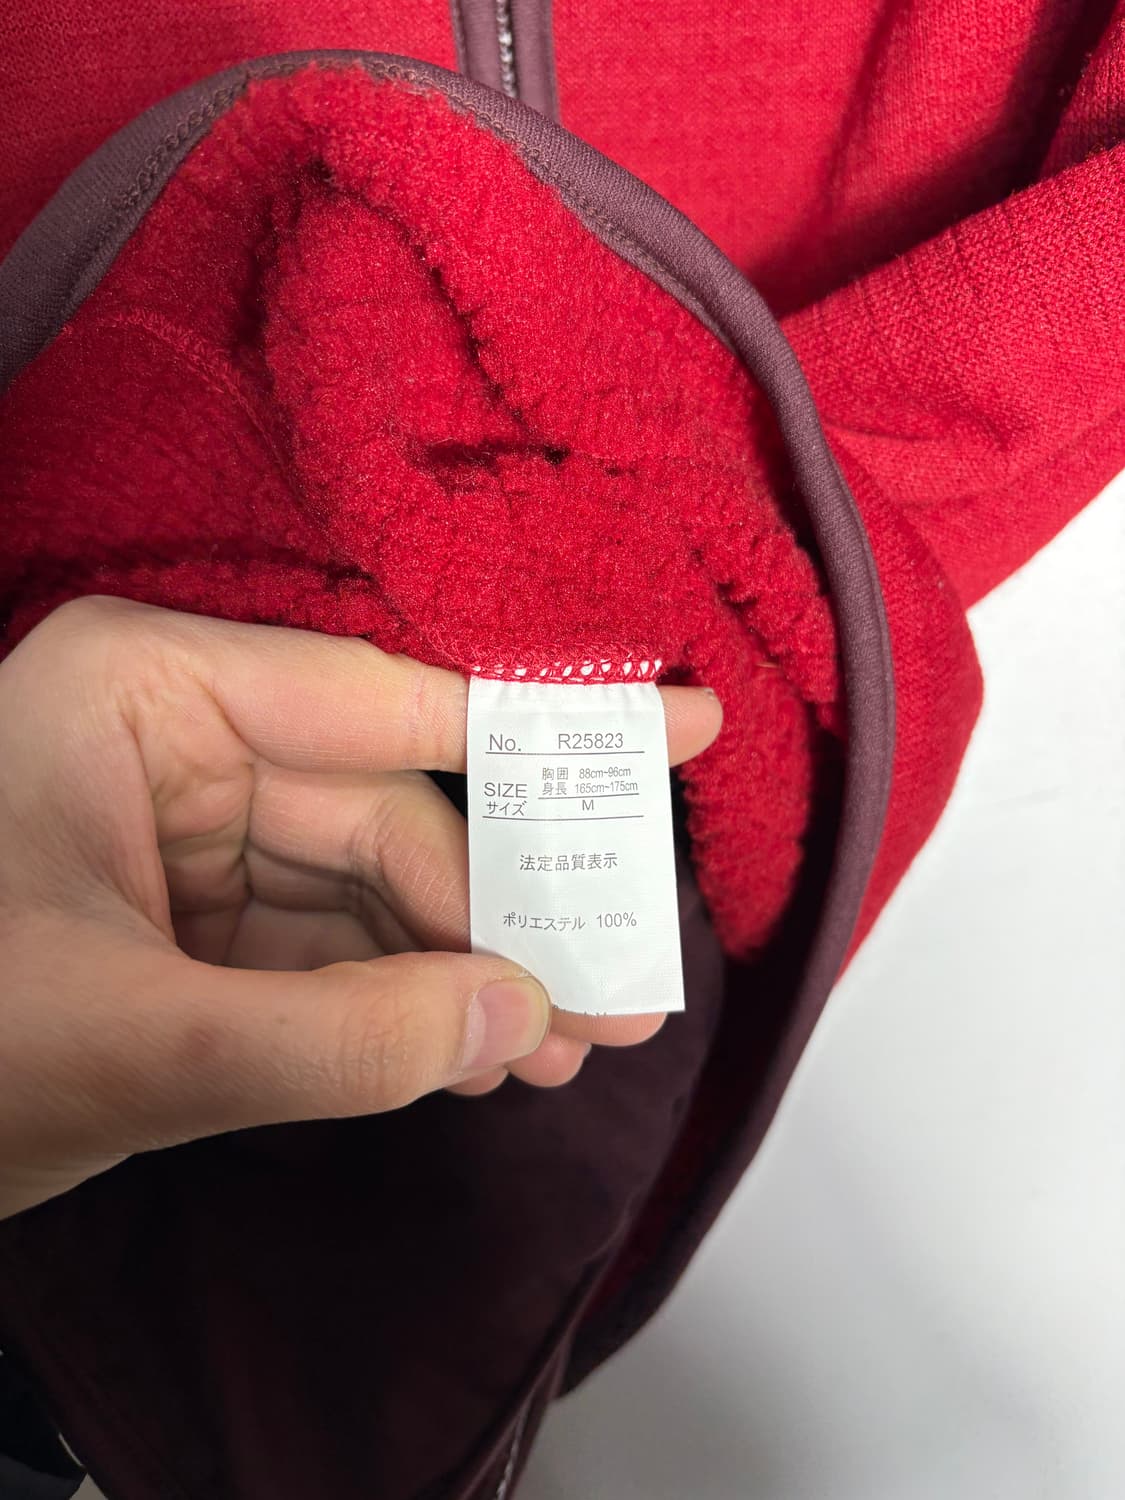 No. R25823
胸囲 88cm~96cm
SIZE 身長 165cm~175cm
サイズ M
法定品質表示
ポリエステル 100%